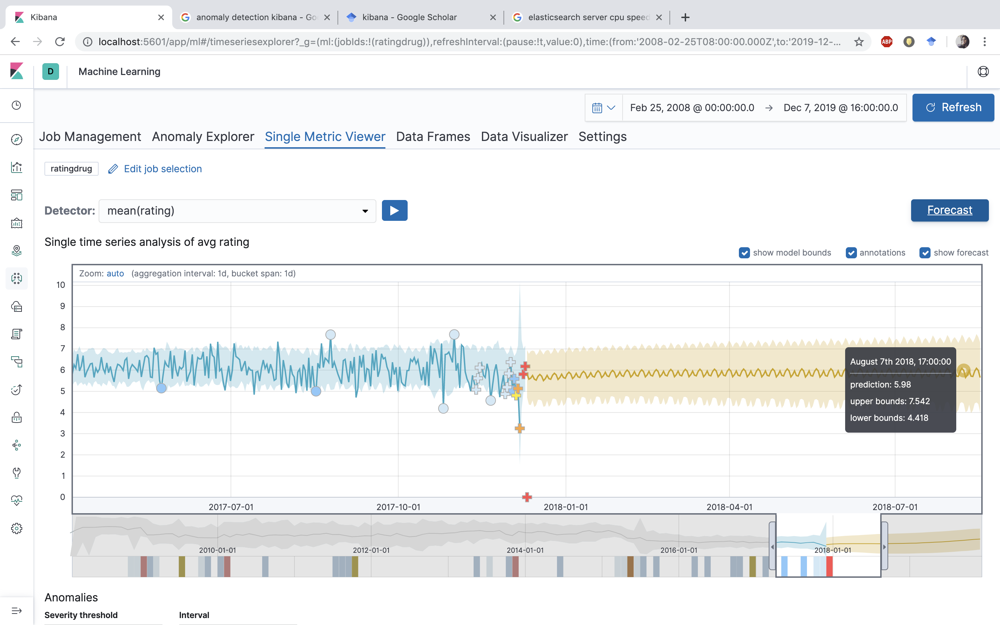 Kibana
anomaly detection kibana - Go
kibana - Google Scholar
elasticsearch server cpu speed
localhost:5601/app/ml#/timeseriesexplorer?_g=(ml:(jobIds:!(ratingdrug)),refreshInterval:(pause:!t,value:0),time:(from:'2008-02-25T08:00:00.000Z',to:'2019-12-...
ABP
D
Machine Learning
Feb 25, 2008 @ 00:00:00.0 → Dec 7, 2019 @ 16:00:00.0
Refresh
Job Management Anomaly Explorer Single Metric Viewer Data Frames Data Visualizer Settings
ratingdrug Edit job selection
Detector: mean(rating)
Forecast
Single time series analysis of avg rating
show model bounds annotations show forecast
Zoom: auto (aggregation interval: 1d, bucket span: 1d)
10
9
8
7
6
5
4
3
2
1
0
August 7th 2018, 17:00:00
prediction: 5.98
upper bounds: 7.542
lower bounds: 4.418
2017-07-01 2017-10-01 2018-01-01 2018-04-01 2018-07-01
2010-01-01 2012-01-01 2014-01-01 2016-01-01 2018-01-01
Anomalies
Severity threshold Interval